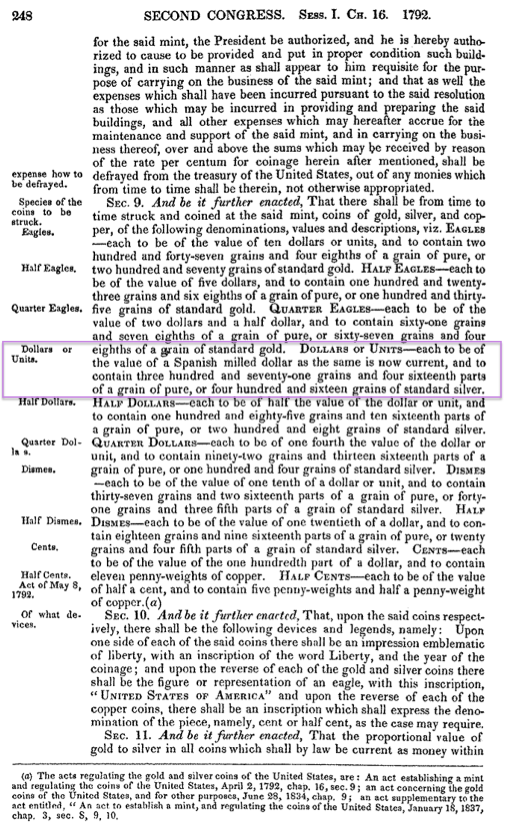 248 SECOND CONGRESS. Sess. I. Ch. 16. 1792.
for the said mint, the President be authorized, and he is hereby autho-
rized to cause to be provided and put in proper condition such build-
ings, and in such manner as shall appear to him requisite for the pur-
pose of carrying on the business of the said mint; and that as well the
expenses which shall have been incurred pursuant to the said resolution
as those which may be incurred in providing and preparing the said
buildings, and all other expenses which may hereafter accrue for the
maintenance and support of the said mint, and in carrying on the busi-
ness thereof, over and above the sums which may be received by reason
of the rate per centum for coinage herein after mentioned, shall be
expense how to
be defrayed.
defrayed from the treasury of the United States, out of any monies which
from time to time shall be therein, not otherwise appropriated.
Species of the
coins to be
struck.
Eagles.
Sec. 9. And be it further enacted, That there shall be from time to
time struck and coined at the said mint, coins of gold, silver, and cop-
per, of the following denominations, values and descriptions, viz. Eagles
—each to be of the value of ten dollars or units, and to contain two
hundred and forty-seven grains and four eighths of a grain of pure, or
Half Eagles.
two hundred and seventy grains of standard gold. Half Eagles—each to
be of the value of five dollars, and to contain one hundred and twenty-
three grains and six eighths of a grain of pure, or one hundred and thirty-
Quarter Eagles.
five grains of standard gold. Quarter Eagles—each to be of the
value of two dollars and a half dollar, and to contain sixty-one grains
and seven eighths of a grain of pure, or sixty-seven grains and four
Dollars or
Units.
eighths of a grain of standard gold. Dollars or Units—each to be of
the value of a Spanish milled dollar as the same is now current, and to
contain three hundred and seventy-one grains and four sixteenth parts
of a grain of pure, or four hundred and sixteen grains of standard silver.
Half Dollars.
Half Dollars—each to be of half the value of the dollar or unit, and
to contain one hundred and eighty-five grains and ten sixteenth parts of
a grain of pure, or two hundred and eight grains of standard silver.
Quarter Dol-
la s.
Quarter Dollars—each to be of one fourth the value of the dollar or
unit, and to contain ninety-two grains and thirteen sixteenth parts of a
Dismes.
grain of pure, or one hundred and four grains of standard silver. Dismes
—each to be of the value of one tenth of a dollar or unit, and to contain
thirty-seven grains and two sixteenth parts of a grain of pure, or forty-
one grains and three fifth parts of a grain of standard silver. Half
Half Dismes.
Dismes—each to be of the value of one twentieth of a dollar, and to con-
tain eighteen grains and nine sixteenth parts of a grain of pure, or twenty
Cents.
grains and four fifth parts of a grain of standard silver. Cents—each
to be of the value of the one hundredth part of a dollar, and to contain
Half Cents.
Act of May 8,
1792.
eleven penny-weights of copper. Half Cents—each to be of the value
of half a cent, and to contain five penny-weights and half a penny-weight
of copper.(a)
Of what de-
vices.
Sec. 10. And be it further enacted, That, upon the said coins respect-
ively, there shall be the following devices and legends, namely: Upon
one side of each of the said coins there shall be an impression emblematic
of liberty, with an inscription of the word Liberty, and the year of the
coinage; and upon the reverse of each of the gold and silver coins there
shall be the figure or representation of an eagle, with this inscription,
"United States of America" and upon the reverse of each of the
copper coins, there shall be an inscription which shall express the deno-
mination of the piece, namely, cent or half cent, as the case may require.
Sec. 11. And be it further enacted, That the proportional value of
gold to silver in all coins which shall by law be current as money within
(a) The acts regulating the gold and silver coins of the United States, are: An act establishing a mint
and regulating the coins of the United States, April 2, 1792, chap. 16, sec. 9; an act concerning the gold
coins of the United States, and for other purposes, June 28, 1834, chap. 9; an act supplementary to the
act entitled, "An act to establish a mint, and regulating the coins of the United States, January 18, 1837,
chap. 3, sec. 8, 9, 10.